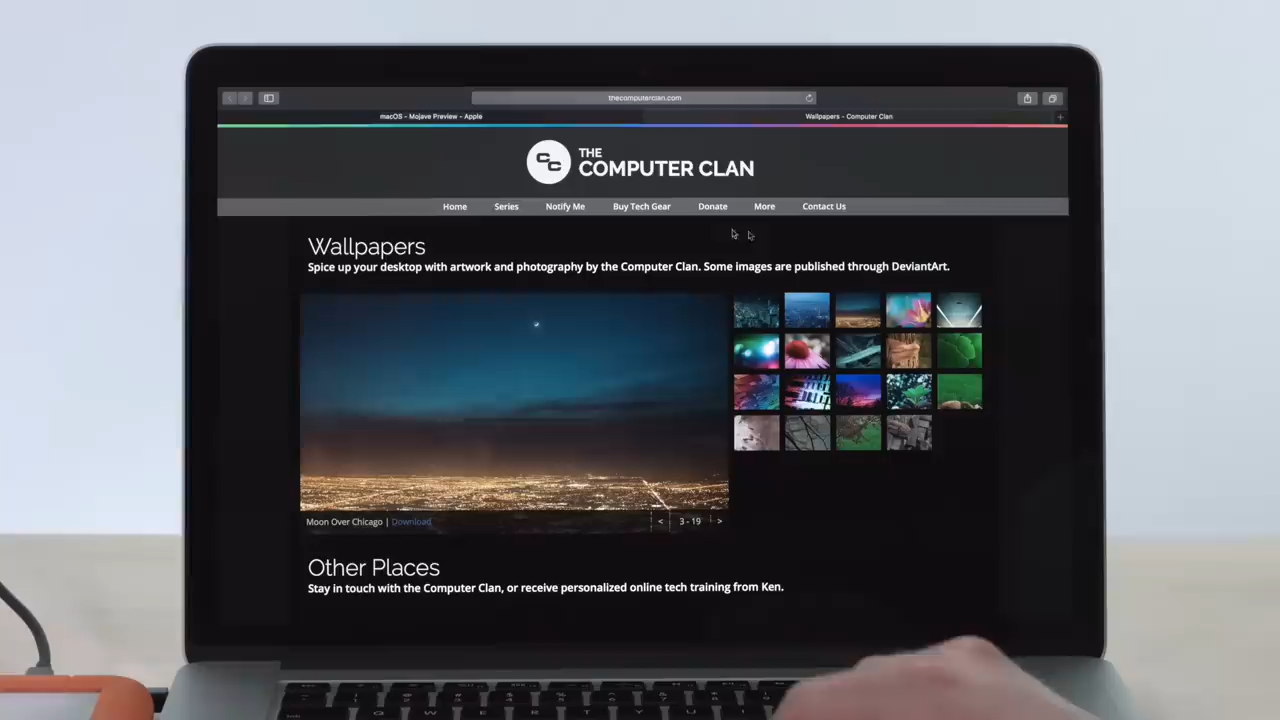 thecomputerclan.com
macOS - Mojave Preview - Apple
Wallpapers - Computer Clan
CC
THE
COMPUTER CLAN
Home Series Notify Me Buy Tech Gear Donate More Contact Us
Wallpapers
Spice up your desktop with artwork and photography by the Computer Clan. Some images are published through DeviantArt.
Moon Over Chicago | Download
< 3 - 19 >
Other Places
Stay in touch with the Computer Clan, or receive personalized online tech training from Ken.
Q W E R T Y U